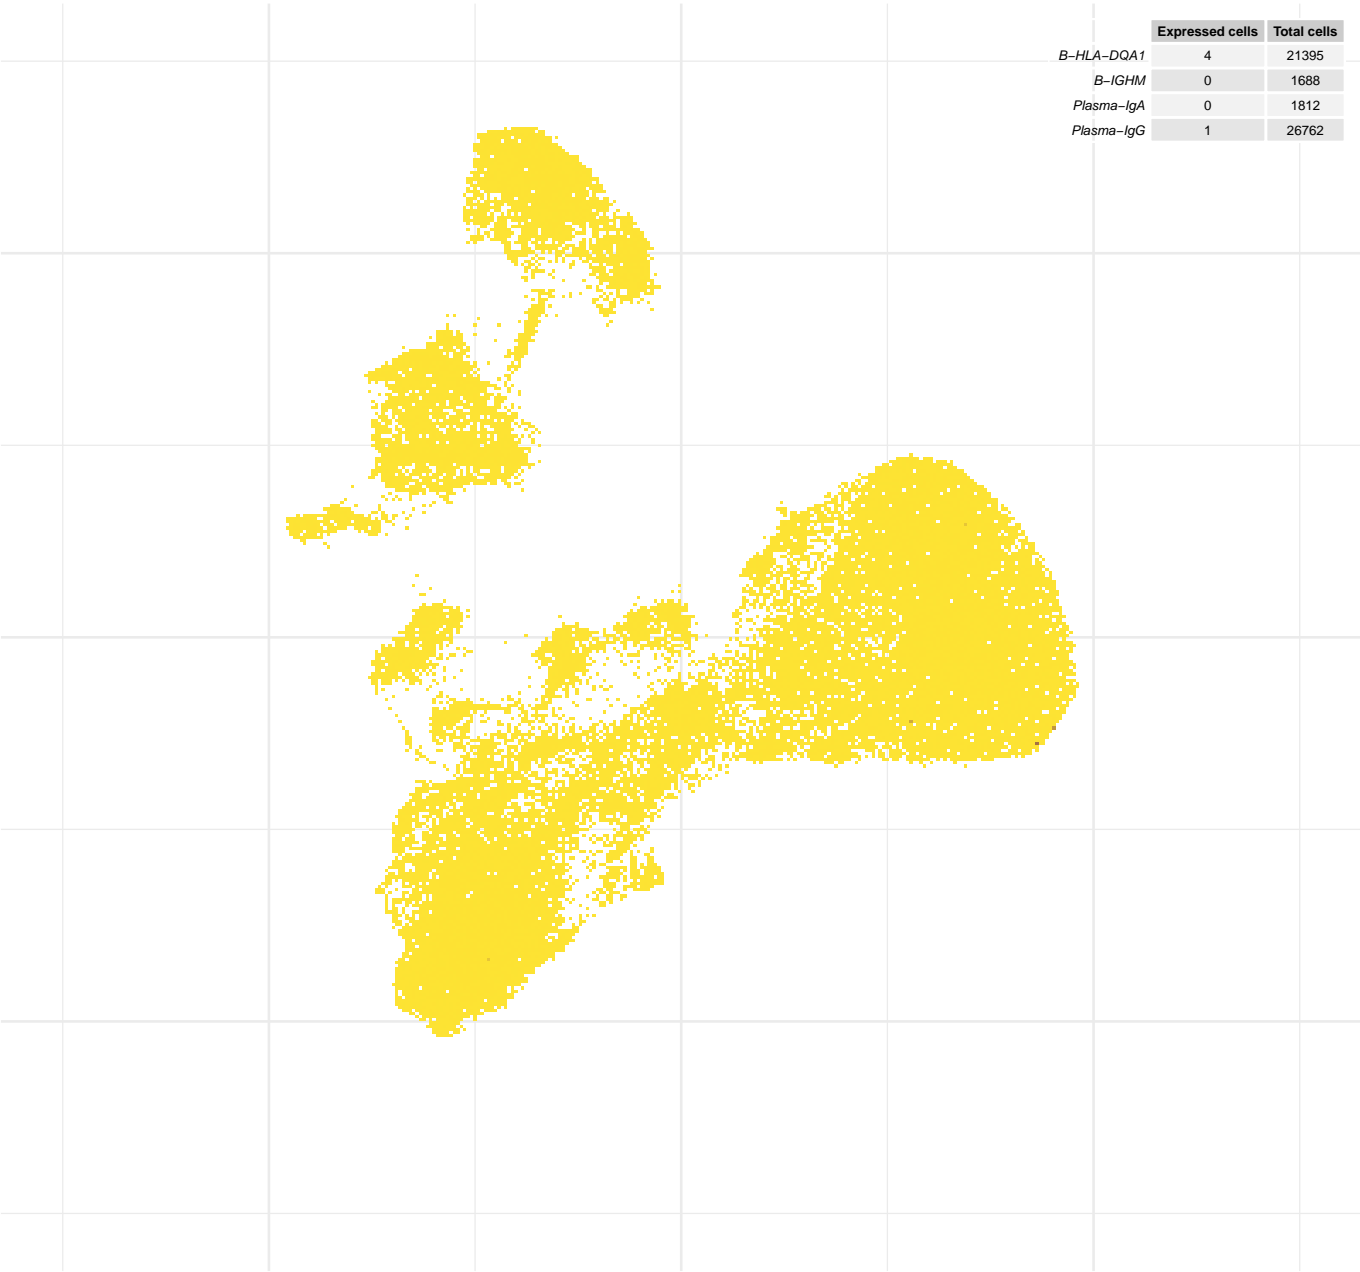 Expressed cells Total cells
B−HLA−DQA1 4 21395
B−IGHM 0 1688
Plasma−IgA 0 1812
Plasma−IgG 1 26762